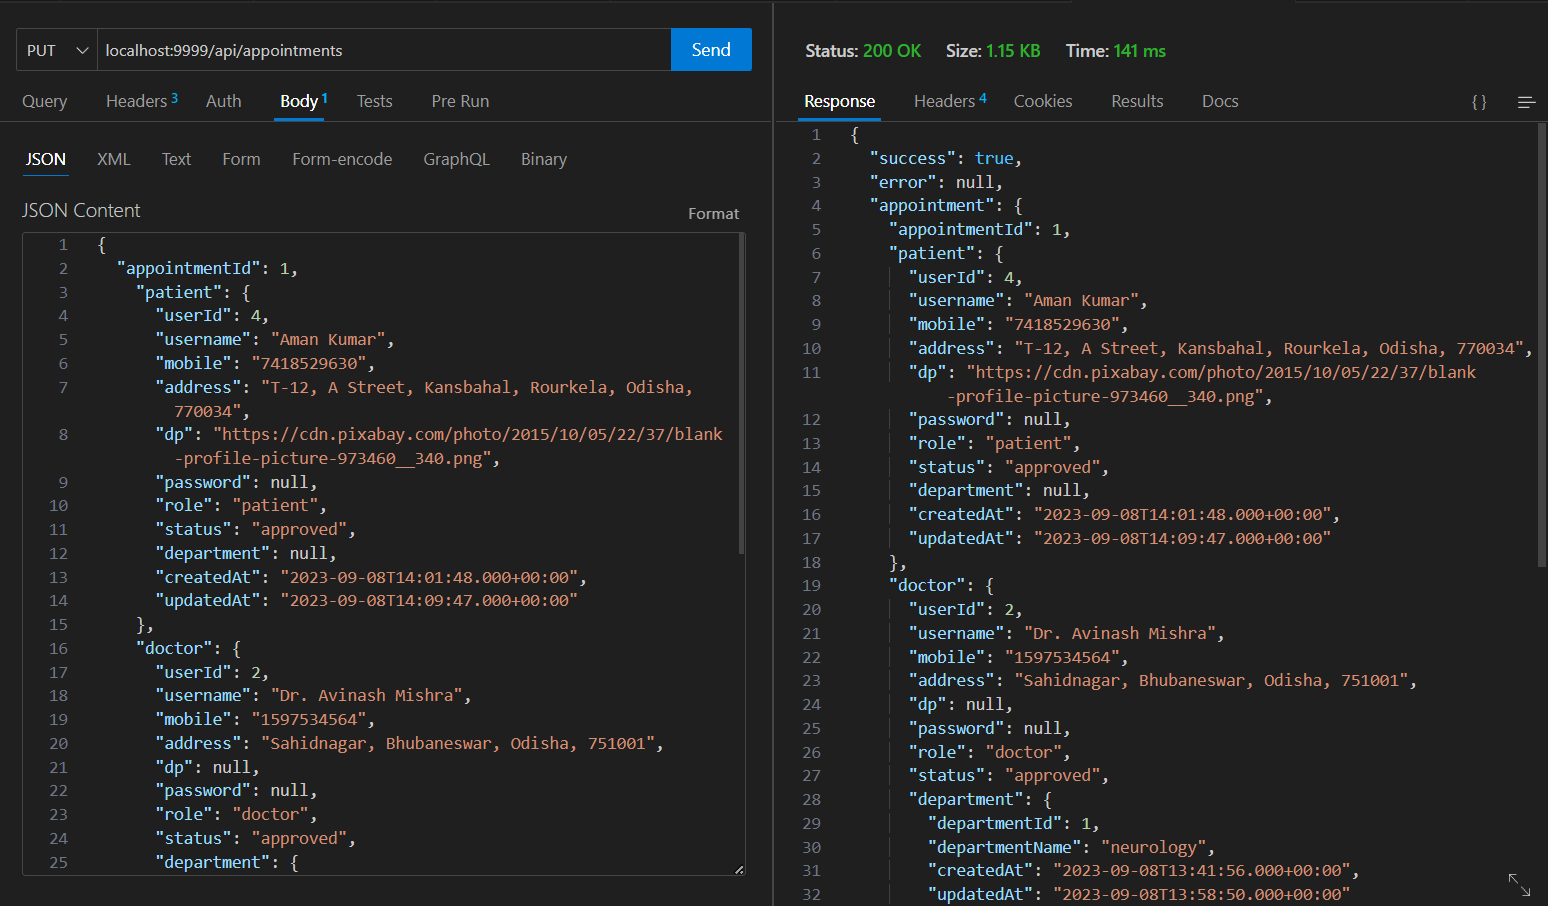 PUT localhost:9999/api/appointments Send
Query Headers 3 Auth Body 1 Tests Pre Run
JSON XML Text Form Form-encode GraphQL Binary
JSON Content Format
1 {
2 "appointmentId": 1,
3 "patient": {
4 "userId": 4,
5 "username": "Aman Kumar",
6 "mobile": "7418529630",
7 "address": "T-12, A Street, Kansbahal, Rourkela, Odisha,
770034",
8 "dp": "https://cdn.pixabay.com/photo/2015/10/05/22/37/blank
-profile-picture-973460__340.png",
9 "password": null,
10 "role": "patient",
11 "status": "approved",
12 "department": null,
13 "createdAt": "2023-09-08T14:01:48.000+00:00",
14 "updatedAt": "2023-09-08T14:09:47.000+00:00"
15 },
16 "doctor": {
17 "userId": 2,
18 "username": "Dr. Avinash Mishra",
19 "mobile": "1597534564",
20 "address": "Sahidnagar, Bhubaneswar, Odisha, 751001",
21 "dp": null,
22 "password": null,
23 "role": "doctor",
24 "status": "approved",
25 "department": {
Status: 200 OK Size: 1.15 KB Time: 141 ms
Response Headers 4 Cookies Results Docs { }
1 {
2 "success": true,
3 "error": null,
4 "appointment": {
5 "appointmentId": 1,
6 "patient": {
7 "userId": 4,
8 "username": "Aman Kumar",
9 "mobile": "7418529630",
10 "address": "T-12, A Street, Kansbahal, Rourkela, Odisha, 770034",
11 "dp": "https://cdn.pixabay.com/photo/2015/10/05/22/37/blank
-profile-picture-973460__340.png",
12 "password": null,
13 "role": "patient",
14 "status": "approved",
15 "department": null,
16 "createdAt": "2023-09-08T14:01:48.000+00:00",
17 "updatedAt": "2023-09-08T14:09:47.000+00:00"
18 },
19 "doctor": {
20 "userId": 2,
21 "username": "Dr. Avinash Mishra",
22 "mobile": "1597534564",
23 "address": "Sahidnagar, Bhubaneswar, Odisha, 751001",
24 "dp": null,
25 "password": null,
26 "role": "doctor",
27 "status": "approved",
28 "department": {
29 "departmentId": 1,
30 "departmentName": "neurology",
31 "createdAt": "2023-09-08T13:41:56.000+00:00",
32 "updatedAt": "2023-09-08T13:58:50.000+00:00"